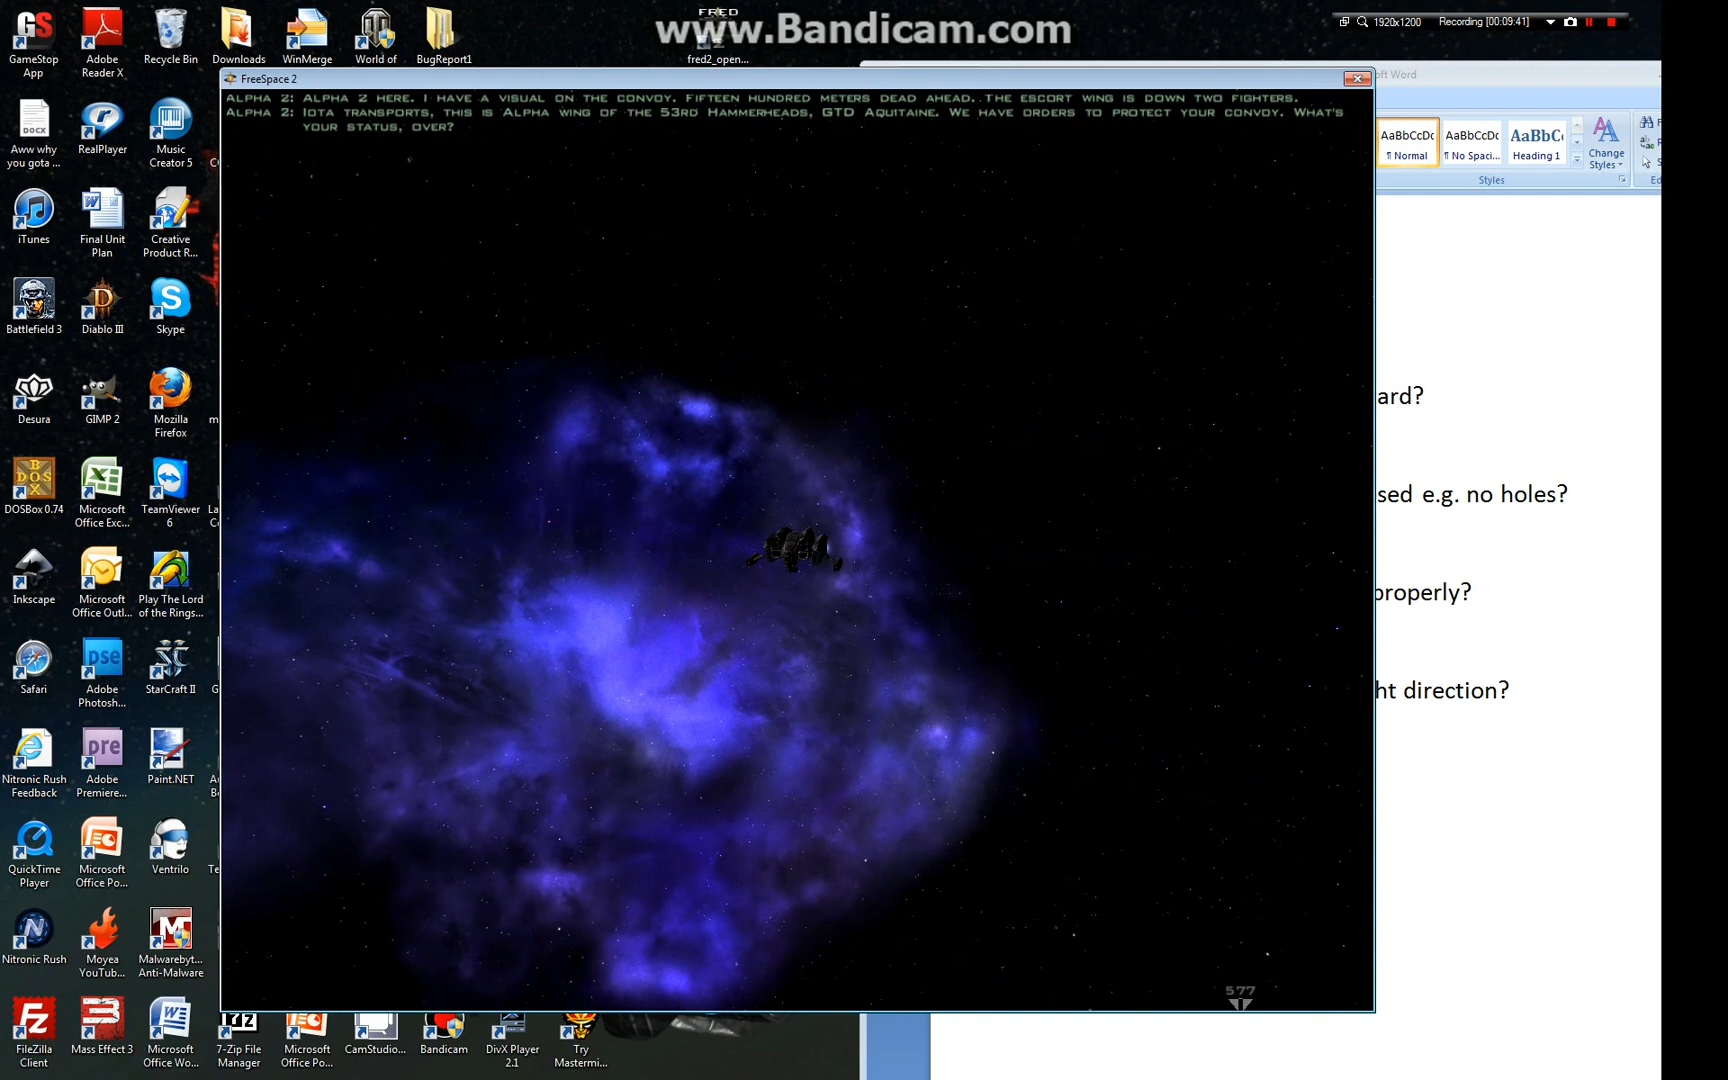 www.Bandicam.com
FRED
fred2_open...
1920x1200
Recording [00:09:41]
GameStop App
Adobe Reader X
Recycle Bin
Downloads
WinMerge
World of
BugReport1
FreeSpace 2
oft Word
Alpha 2: Alpha 2 here. I have a visual on the convoy. Fifteen hundred meters dead ahead. The escort wing is down two fighters.
Alpha 2: Iota transports, this is Alpha wing of the 53rd Hammerheads, GTD Aquitaine. We have orders to protect your convoy. What's
your status, over?
AaBbCcDc
AaBbCcDc
AaBbC
¶ Normal
¶ No Spaci...
Heading 1
Change Styles
Styles
Ed
DOCX
Aww why you gota ...
RealPlayer
Music Creator 5
iTunes
Final Unit Plan
Creative Product R...
Battlefield 3
Diablo III
Skype
Desura
GIMP 2
Mozilla Firefox
m
DOSBox 0.74
Microsoft Office Exc...
TeamViewer 6
Inkscape
Microsoft Office Outl...
Play The Lord of the Rings...
Safari
Adobe Photosh...
StarCraft II
Nitronic Rush Feedback
Adobe Premiere...
Paint.NET
QuickTime Player
Microsoft Office Po...
Ventrilo
Nitronic Rush
Moyea YouTub...
Malwarebyt... Anti-Malware
FileZilla Client
Mass Effect 3
Microsoft Office Wo...
7-Zip File Manager
Microsoft Office Po...
CamStudio...
Bandicam
DivX Player 2.1
Try Mastermi...
ard?
sed e.g. no holes?
properly?
ht direction?
577